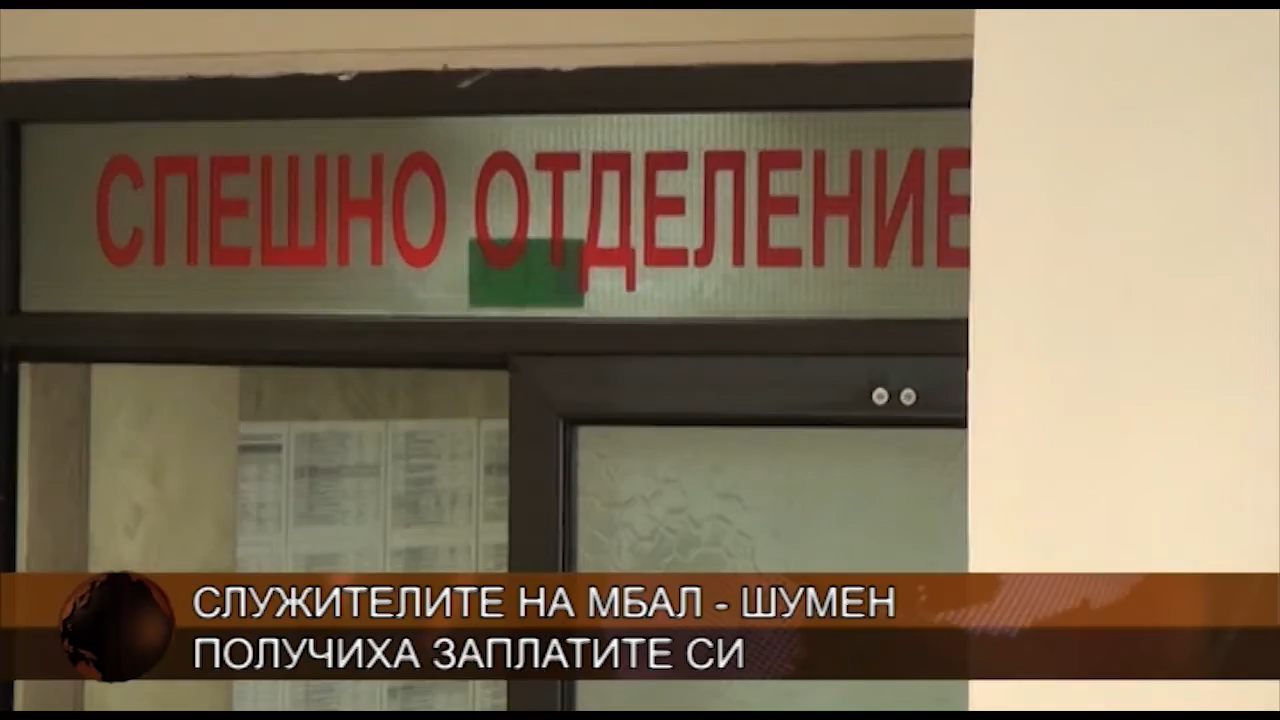 СПЕШНО ОТДЕЛЕНИЕ
СЛУЖИТЕЛИТЕ НА МБАЛ - ШУМЕН
ПОЛУЧИХА ЗАПЛАТИТЕ СИ